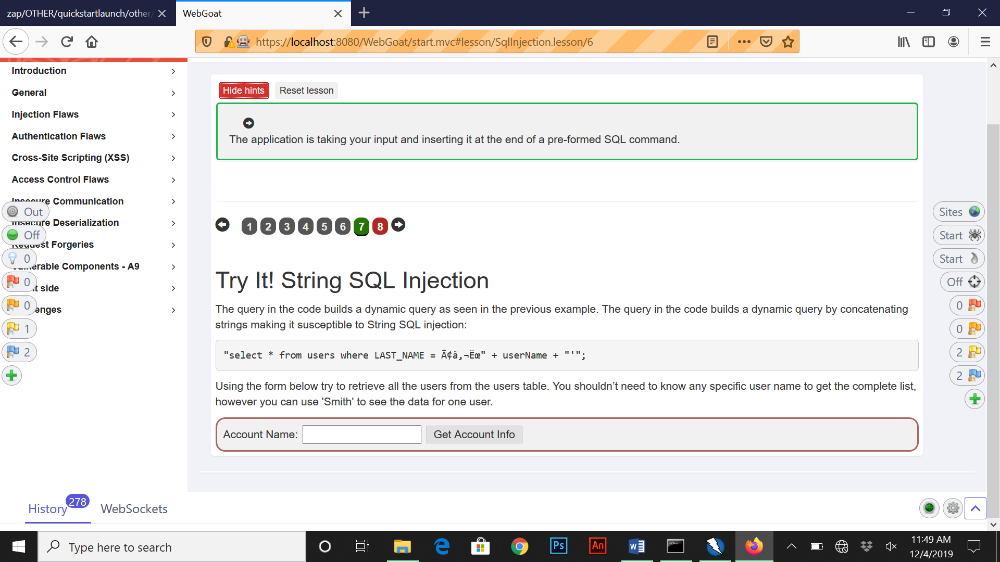 zap/OTHER/quickstartlaunch/other/
WebGoat
https://localhost:8080/WebGoat/start.mvc#lesson/SqlInjection.lesson/6
Introduction
General
Injection Flaws
Authentication Flaws
Cross-Site Scripting (XSS)
Access Control Flaws
Insecure Communication
Out
Insecure Deserialization
Off
Request Forgeries
0
Vulnerable Components - A9
0
side
0
enges
1
2
Hide hints
Reset lesson
The application is taking your input and inserting it at the end of a pre-formed SQL command.
1 2 3 4 5 6 7 8
Try It! String SQL Injection
The query in the code builds a dynamic query as seen in the previous example. The query in the code builds a dynamic query by concatenating
strings making it susceptible to String SQL injection:
"select * from users where LAST_NAME = Ã¢â‚¬Ëœ" + userName + "'";
Using the form below try to retrieve all the users from the users table. You shouldn’t need to know any specific user name to get the complete list,
however you can use 'Smith' to see the data for one user.
Account Name:
Get Account Info
Sites
Start
Start
Off
0
0
2
2
History 278
WebSockets
Type here to search
Ps
An
W
11:49 AM
12/4/2019